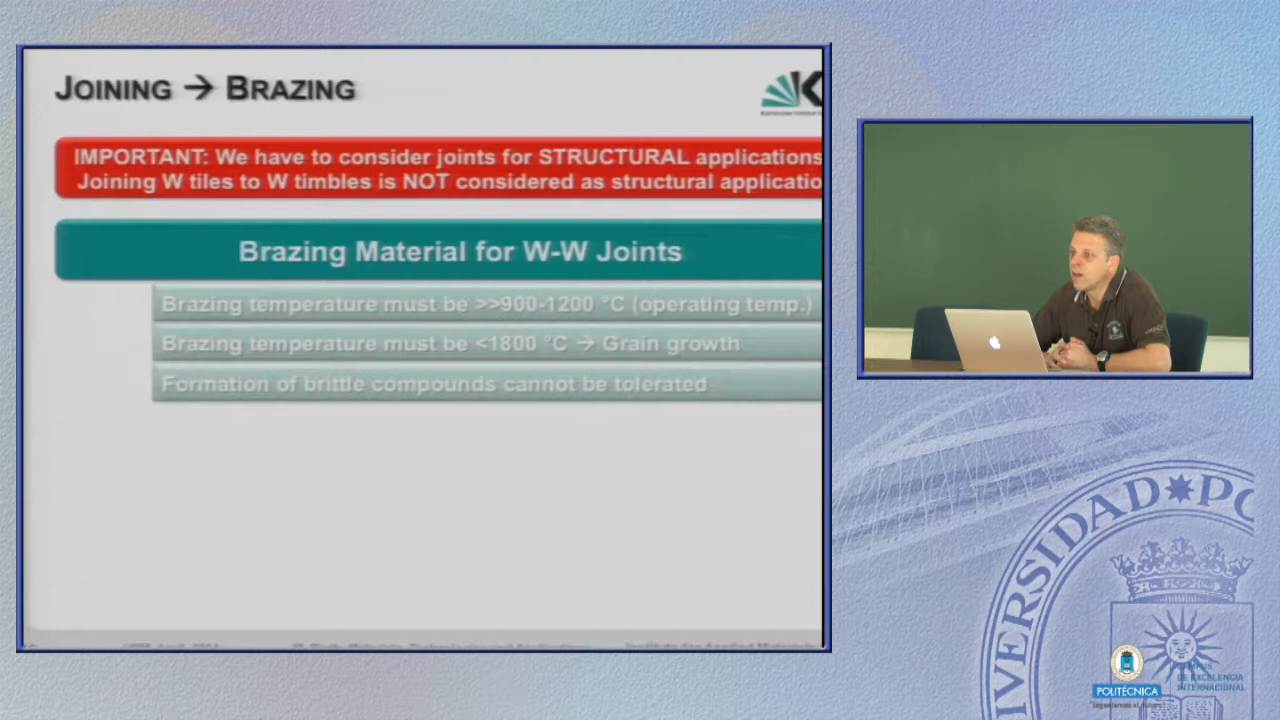 JOINING → BRAZING
IMPORTANT: We have to consider joints for STRUCTURAL applications
Joining W tiles to W timbles is NOT considered as structural applicatio
Brazing Material for W-W Joints
Brazing temperature must be >>900-1200 °C (operating temp.)
Brazing temperature must be <1800 °C → Grain growth
Formation of brittle compounds cannot be tolerated
UNIVERSIDAD PO
DE EXCELENCIA
INTERNACIONAL
POLITÉCNICA